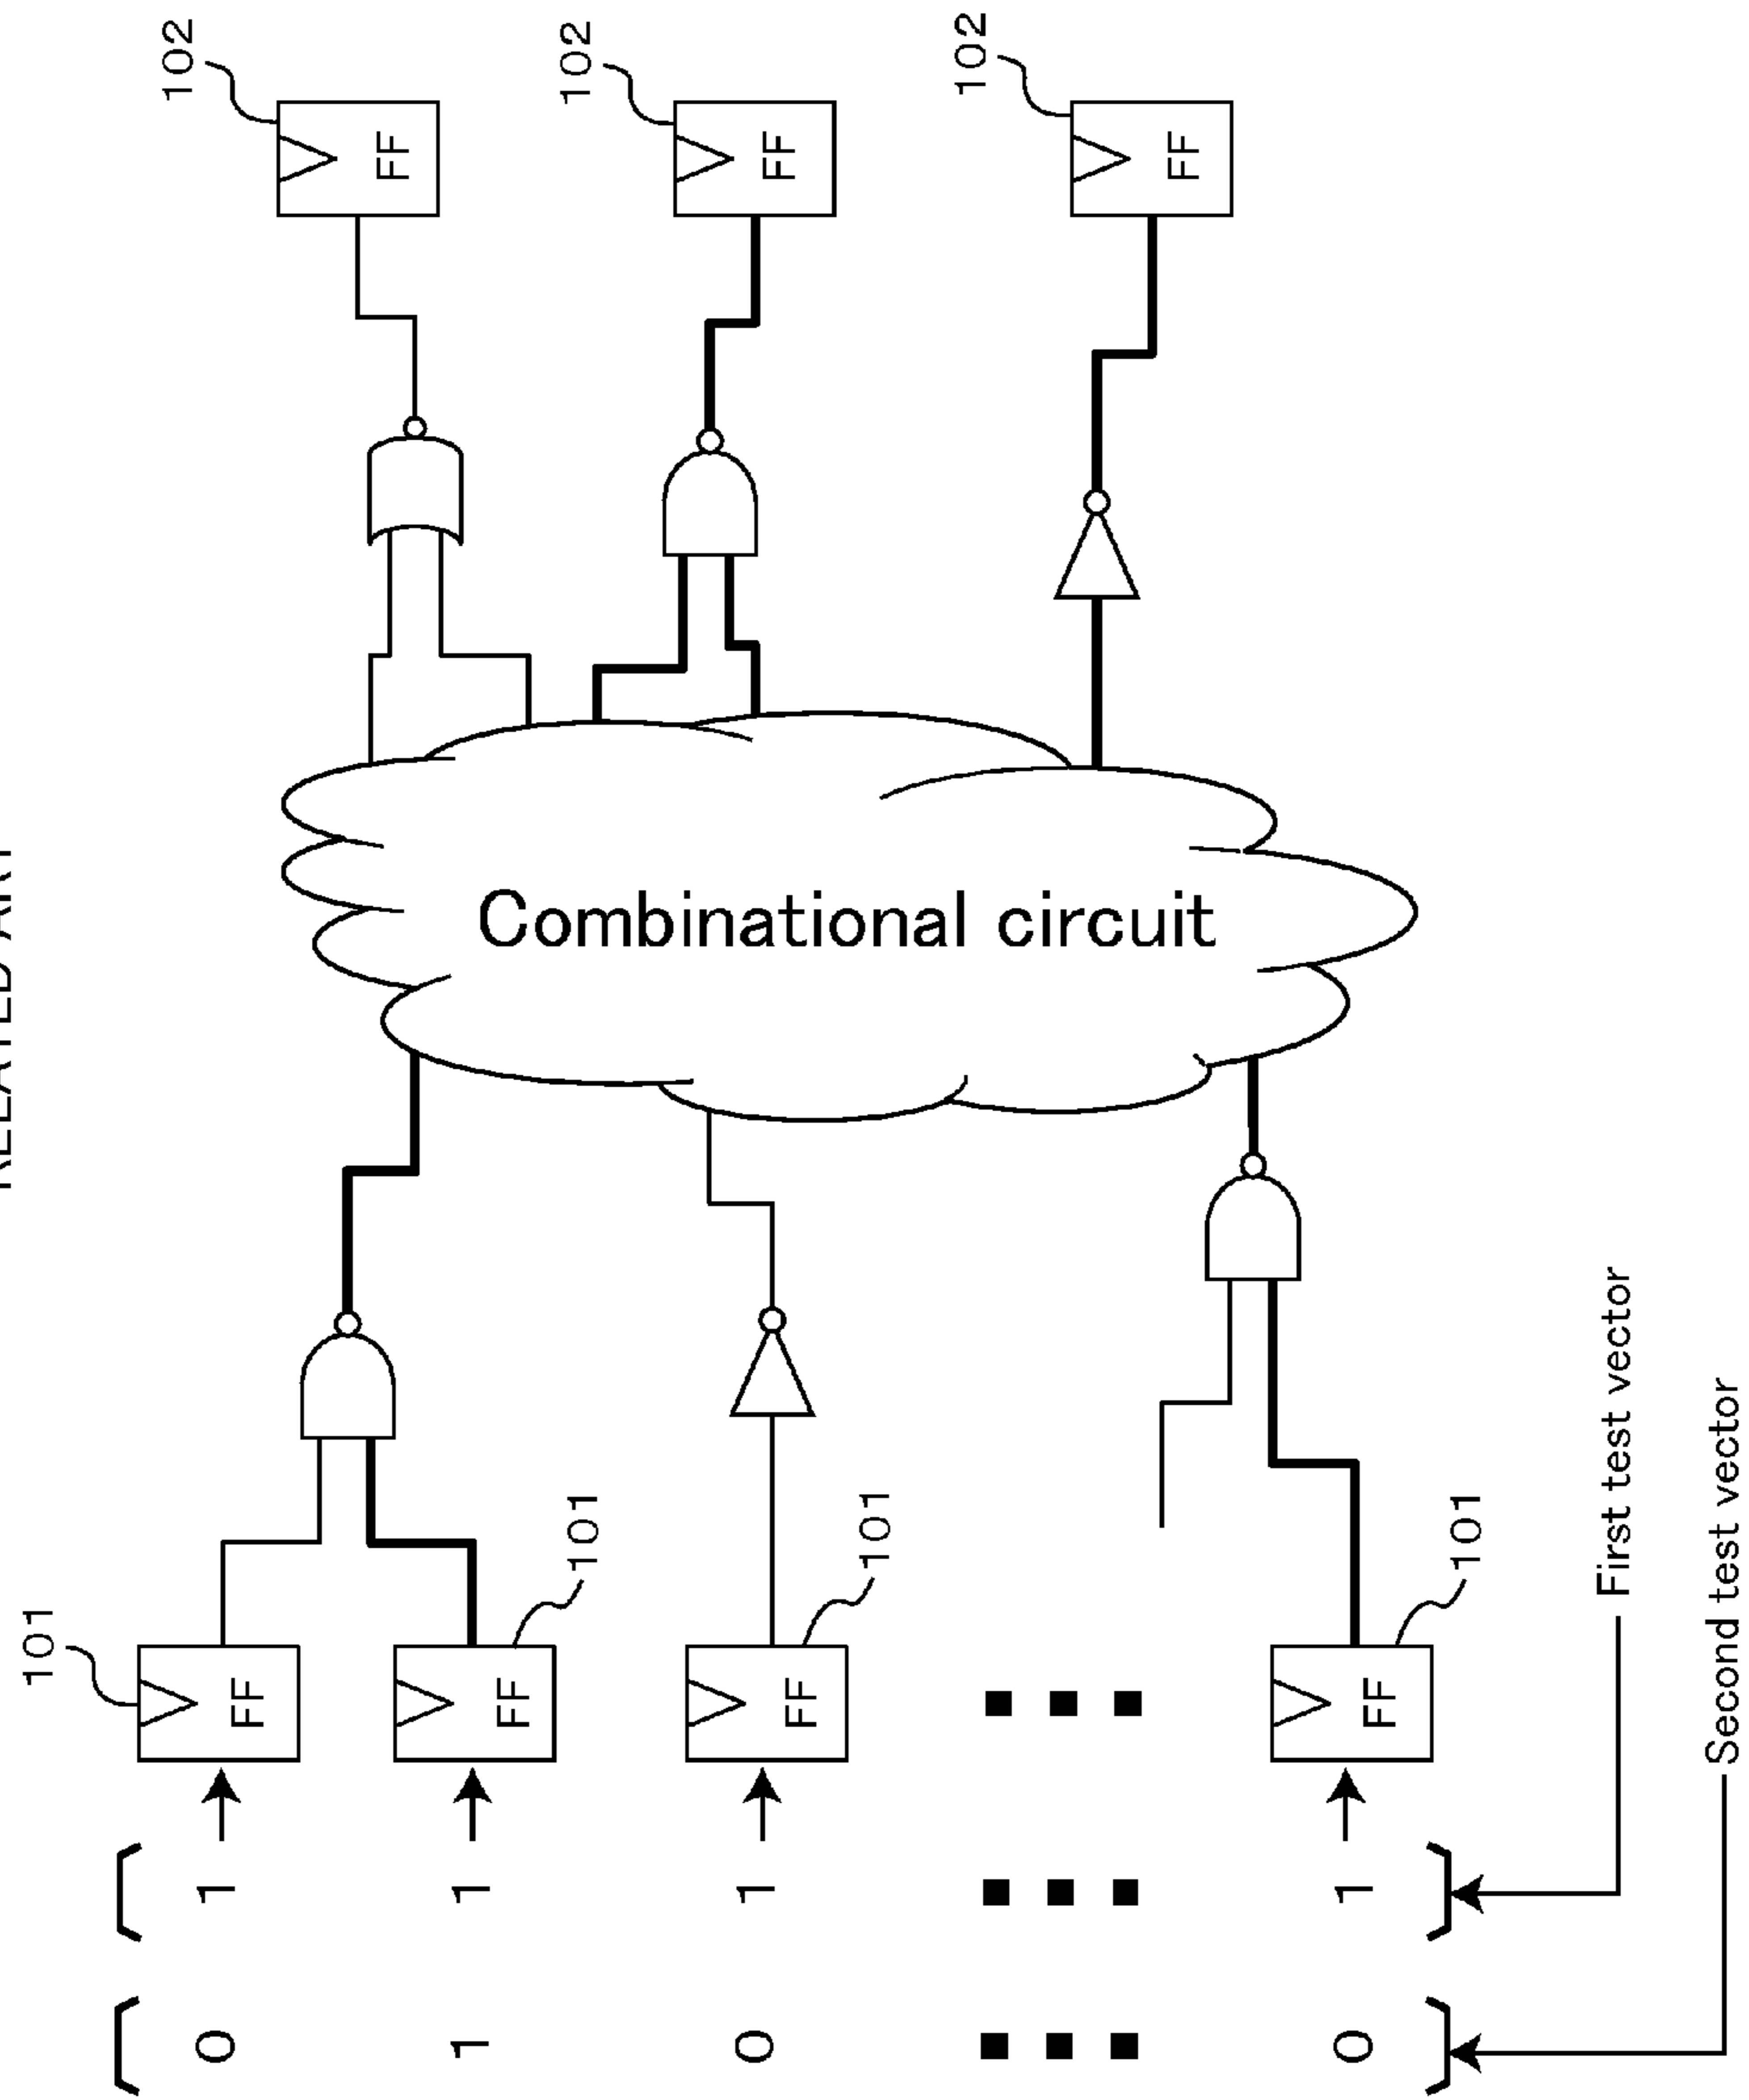 RELATED ART
101
102
0 1 FF
FF
1 1 FF
101
102
0 1 FF
FF
Combinational circuit
101
102
FF
0 1 FF
101
First test vector
Second test vector